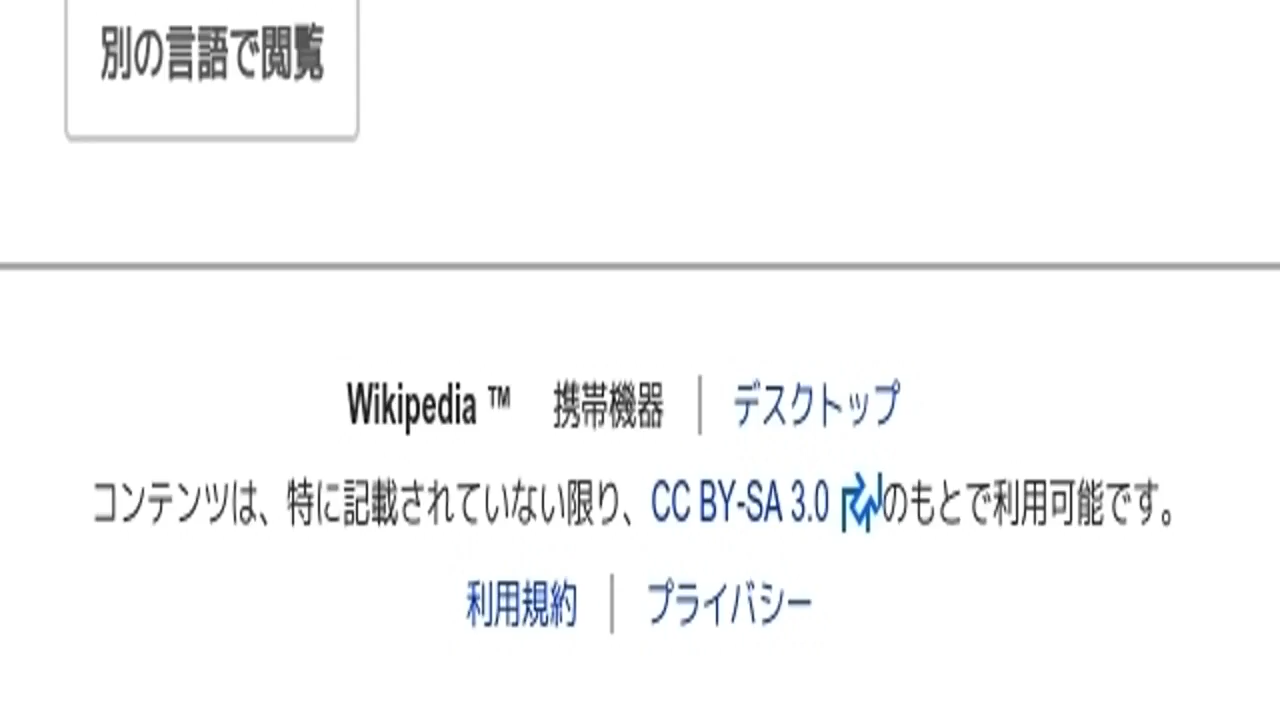 別の言語で閲覧
Wikipedia ™ 携帯機器 | デスクトップ
コンテンツは、特に記載されていない限り、CC BY-SA 3.0 のもとで利用可能です。
利用規約 | プライバシー